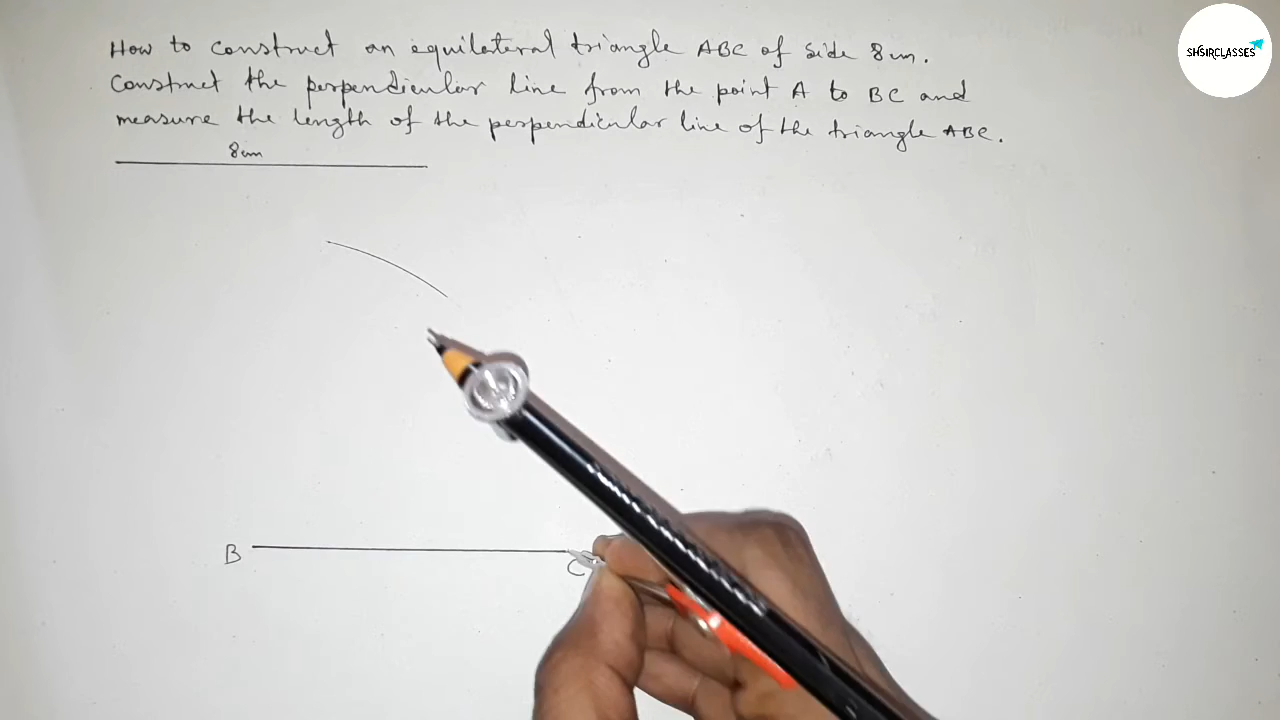 How to construct an equilateral triangle ABC of side 8cm.
Construct the perpendicular line from the point A to BC and
measure the length of the perpendicular line of the triangle ABC.
8cm
B
C
SHSIRCLASSES